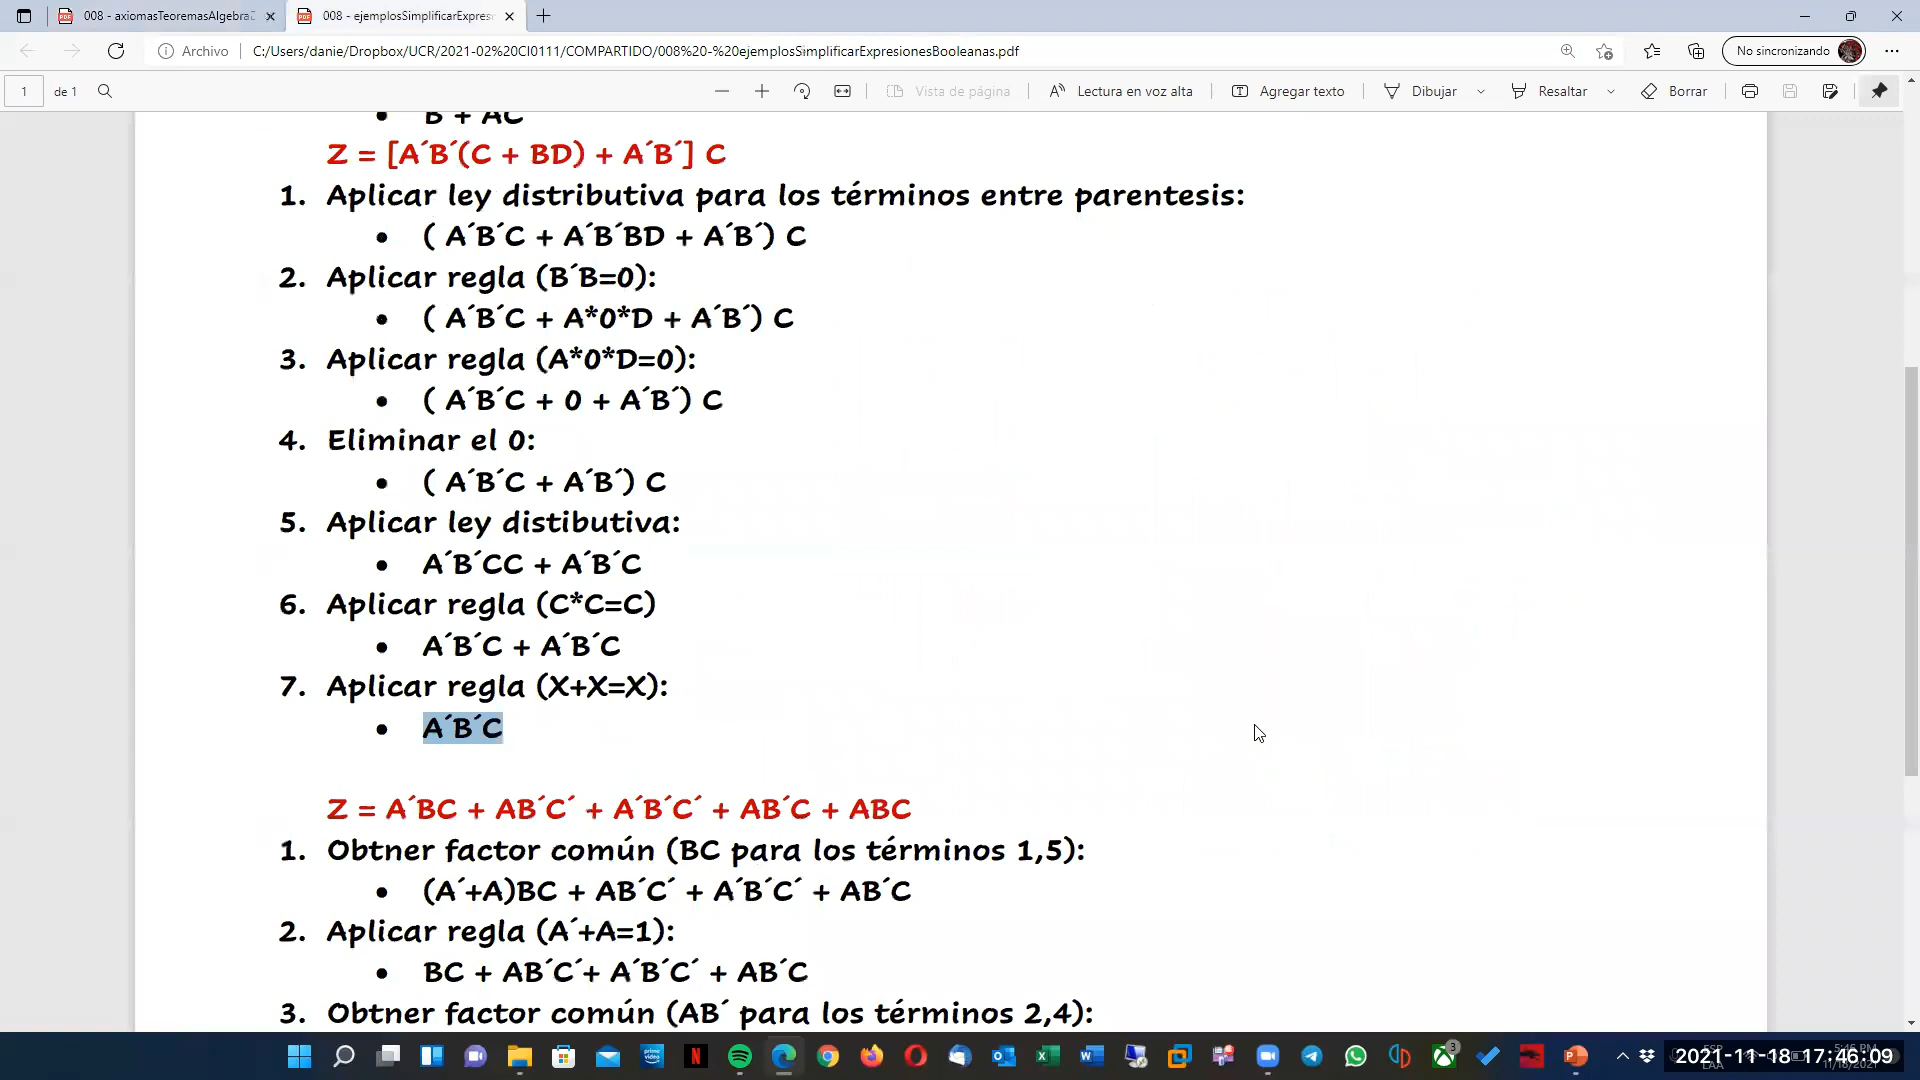 008 - axiomasTeoremasAlgebra
008 - ejemplosSimplificarExpres
Archivo
C:/Users/danie/Dropbox/UCR/2021-02%20CI0111/COMPARTIDO/008%20-%20ejemplosSimplificarExpresionesBooleanas.pdf
No sincronizando
1 de 1
Vista de página
Lectura en voz alta
Agregar texto
Dibujar
Resaltar
Borrar
• B + AC
Z = [A´B´(C + BD) + A´B´] C
1. Aplicar ley distributiva para los términos entre parentesis:
• ( A´B´C + A´B´BD + A´B´) C
2. Aplicar regla (B´B=0):
• ( A´B´C + A*0*D + A´B´) C
3. Aplicar regla (A*0*D=0):
• ( A´B´C + 0 + A´B´) C
4. Eliminar el 0:
• ( A´B´C + A´B´) C
5. Aplicar ley distibutiva:
• A´B´CC + A´B´C
6. Aplicar regla (C*C=C)
• A´B´C + A´B´C
7. Aplicar regla (X+X=X):
• A´B´C
Z = A´BC + AB´C´ + A´B´C´ + AB´C + ABC
1. Obtner factor común (BC para los términos 1,5):
• (A´+A)BC + AB´C´ + A´B´C´ + AB´C
2. Aplicar regla (A´+A=1):
• BC + AB´C´+ A´B´C´ + AB´C
3. Obtner factor común (AB´ para los términos 2,4):
3
2021-11-18 17:46:09